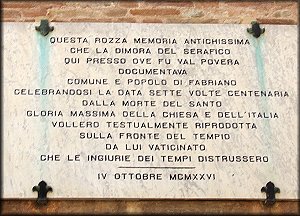 QUESTA ROZZA MEMORIA ANTICHISSIMA
CHE LA DIMORA DEL SERAFICO
QUI PRESSO OVE FU VAL POVERA
DOCUMENTAVA
COMUNE E POPOLO DI FABRIANO
CELEBRANDOSI LA DATA SETTE VOLTE CENTENARIA
DALLA MORTE DEL SANTO
GLORIA MASSIMA DELLA CHIESA E DELL'ITALIA
VOLLERO TESTUALMENTE RIPRODOTTA
SULLA FRONTE DEL TEMPIO
DA LUI VATICINATO
CHE LE INGIURIE DEI TEMPI DISTRUSSERO
IV OTTOBRE MCMXXVI